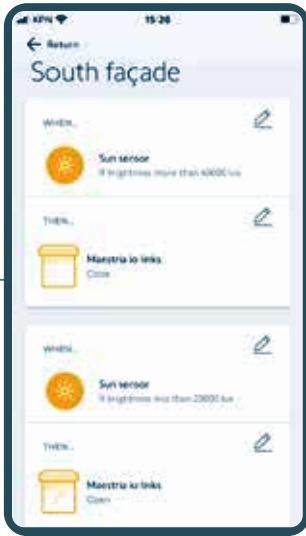 KPN 15:26
Return
South façade
WHEN...
Sun sensor
If brightness more than 40000 lux
THEN...
Maestria io links
Close
WHEN...
Sun sensor
If brightness less than 20000 lux
THEN...
Maestria io links
Open